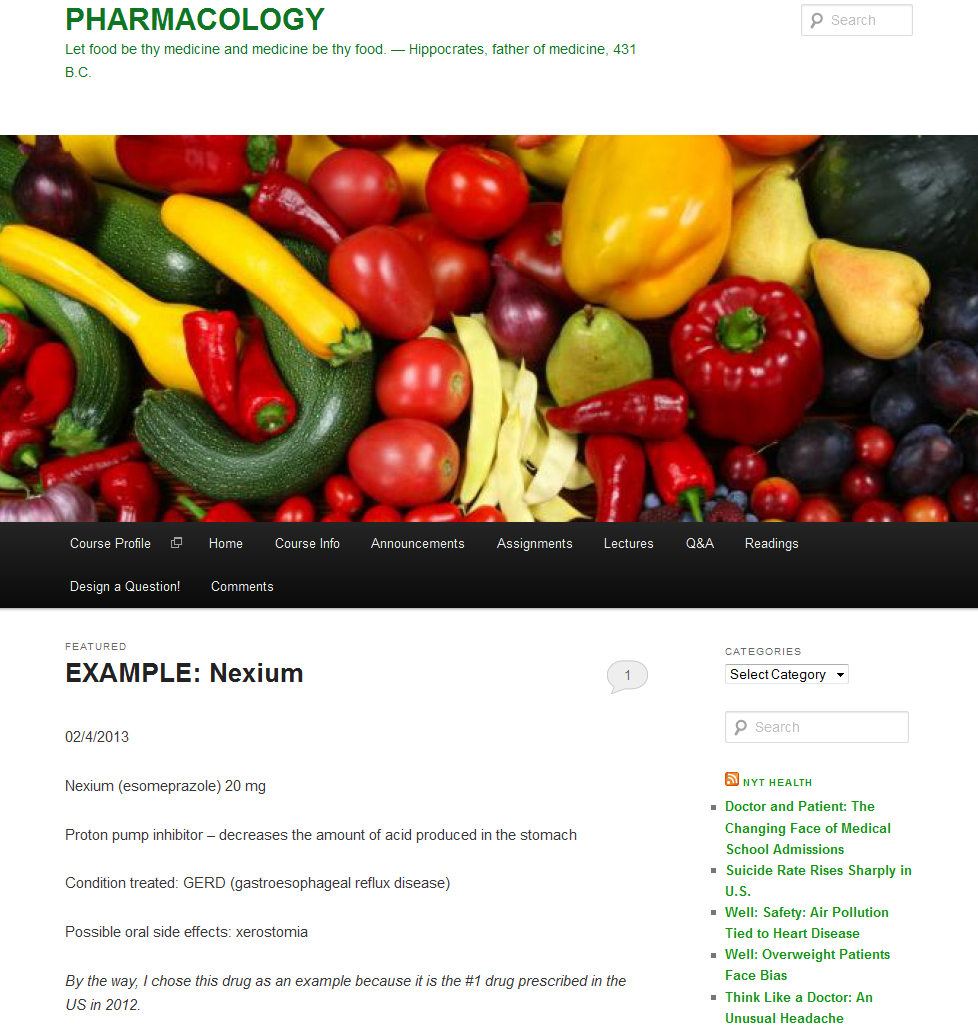 PHARMACOLOGY
Search
Let food be thy medicine and medicine be thy food. — Hippocrates, father of medicine, 431
B.C.
Course Profile
Home
Course Info
Announcements
Assignments
Lectures
Q&A
Readings
Design a Question!
Comments
FEATURED
EXAMPLE: Nexium
1
02/4/2013
Nexium (esomeprazole) 20 mg
Proton pump inhibitor – decreases the amount of acid produced in the stomach
Condition treated: GERD (gastroesophageal reflux disease)
Possible oral side effects: xerostomia
By the way, I chose this drug as an example because it is the #1 drug prescribed in the
US in 2012.
CATEGORIES
Select Category
Search
NYT HEALTH
Doctor and Patient: The
Changing Face of Medical
School Admissions
Suicide Rate Rises Sharply in
U.S.
Well: Safety: Air Pollution
Tied to Heart Disease
Well: Overweight Patients
Face Bias
Think Like a Doctor: An
Unusual Headache